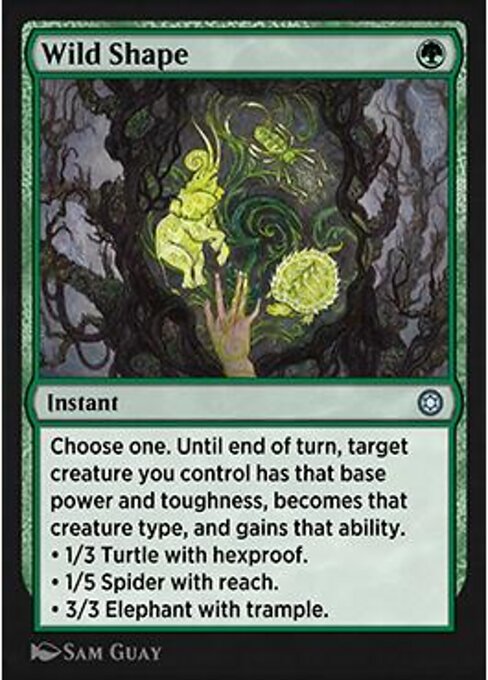 Wild Shape
Instant
Choose one. Until end of turn, target
creature you control has that base
power and toughness, becomes that
creature type, and gains that ability.
• 1/3 Turtle with hexproof.
• 1/5 Spider with reach.
• 3/3 Elephant with trample.
Sam Guay